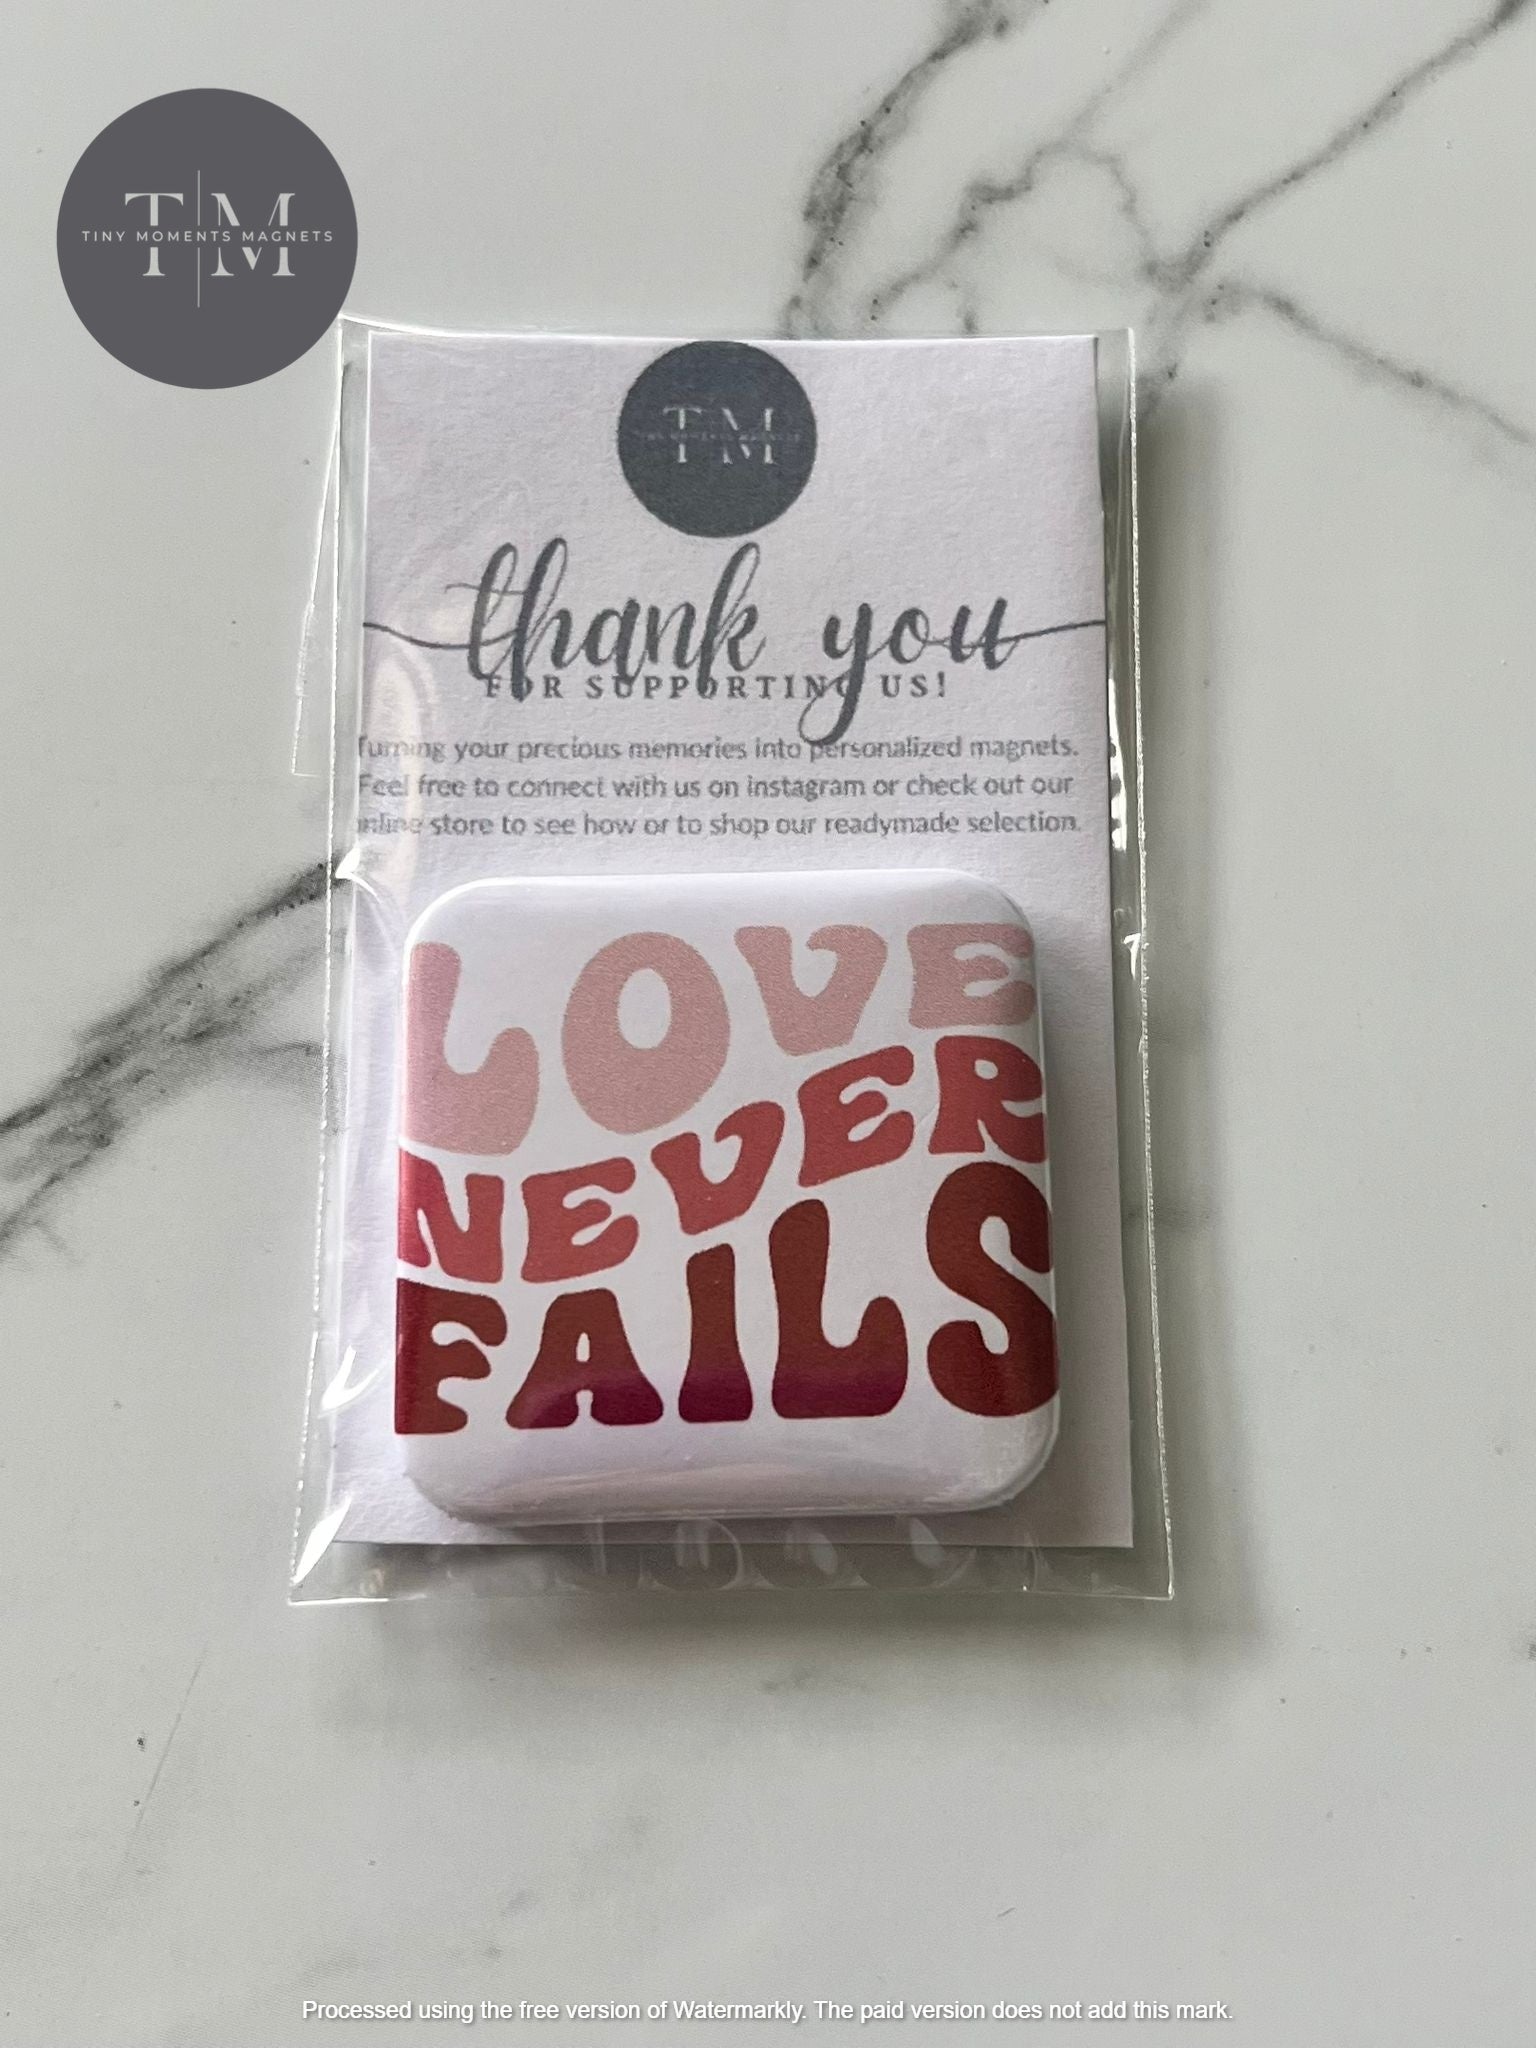 TM
TINY MOMENTS MAGNETS
TM
thank you
FOR SUPPORTING US!
Turning your precious memories into personalized magnets.
Feel free to connect with us on instagram or check out our
online store to see how or to shop our readymade selection.
LOVE
NEVER
FAILS
Processed using the free version of Watermarkly. The paid version does not add this mark.